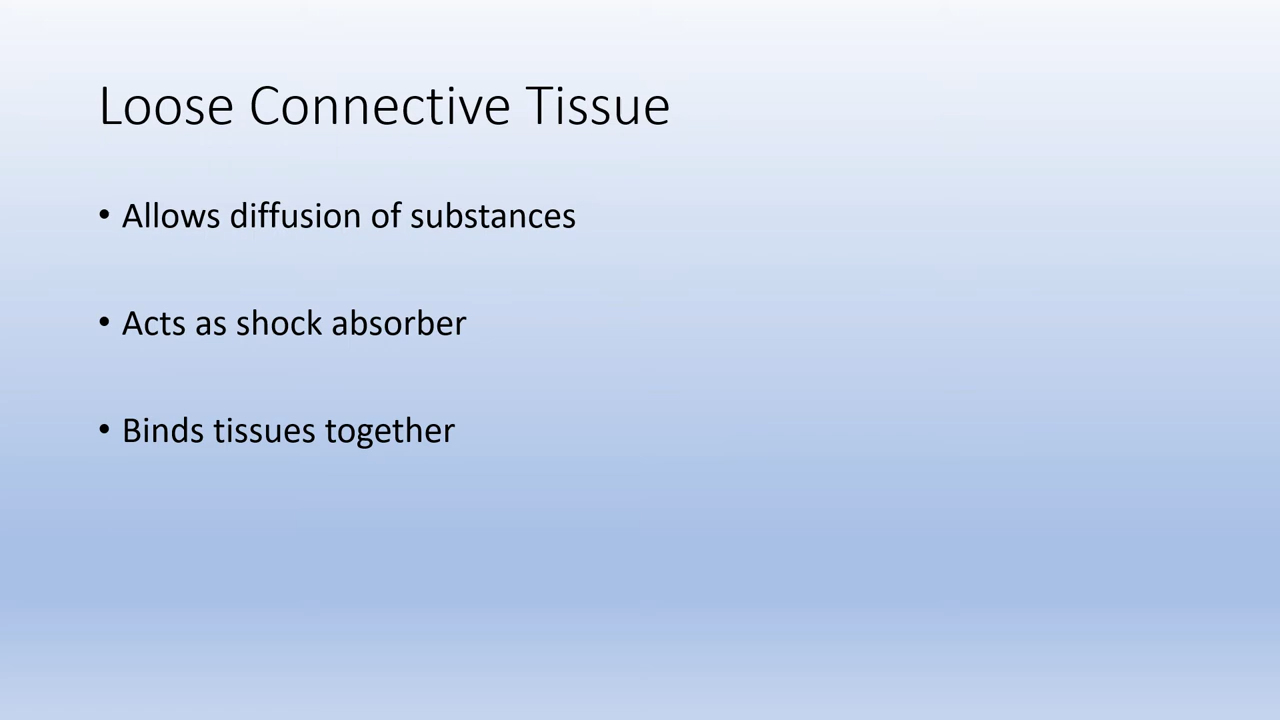 Loose Connective Tissue
• Allows diffusion of substances
• Acts as shock absorber
• Binds tissues together